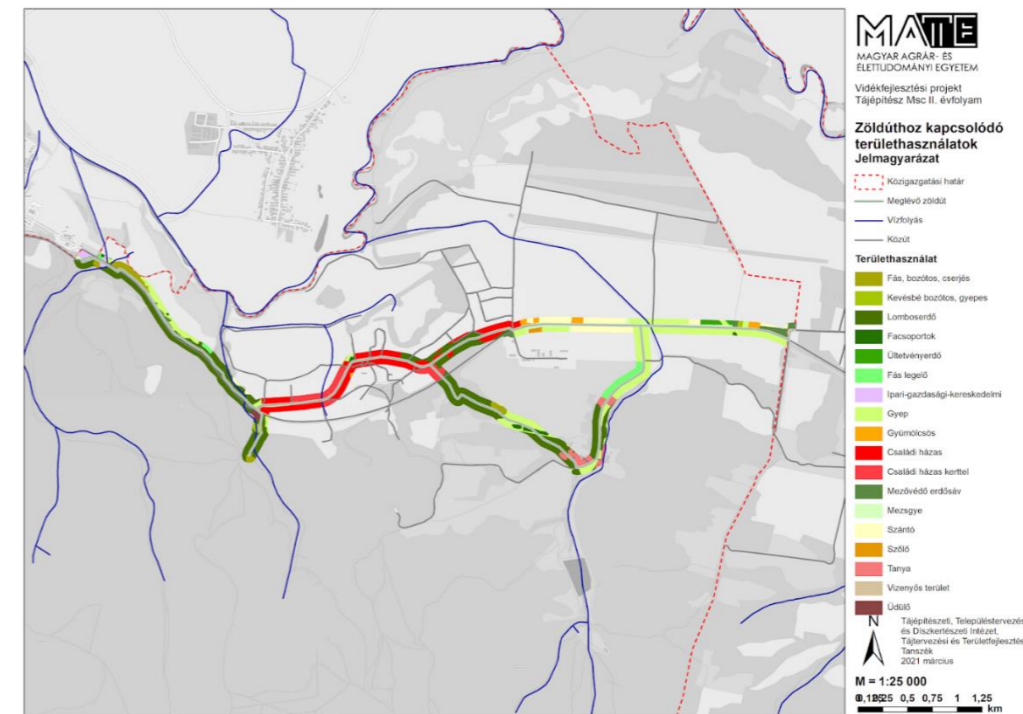 MATE
MAGYAR AGRÁR- ÉS
ÉLETTUDOMÁNYI EGYETEM
Vidékfejlesztési projekt
Tájépítész Msc II. évfolyam
Zöldúthoz kapcsolódó
területhasználatok
Jelmagyarázat
Közigazgatási határ
Meglévő zöldút
Vízfolyás
Közút
Területhasználat
Fás, bozótos, cserjés
Kevésbé bozótos, gyepes
Lomboserdő
Facsoportok
Ültetvényerdő
Fás legelő
Ipari-gazdasági-kereskedelmi
Gyep
Gyümölcsös
Családi házas
Családi házas kerttel
Mezővédő erdősáv
Mezsgye
Szántó
Szőlő
Tanya
Vizenyős terület
Üdülő
N
Tájépítészeti, Településtervezés
és Díszkertészeti Intézet,
Tájtervezési és Területfejlesztés
Tanszék
2021 március
M = 1:25 000
0,5 0,75 1 1,25
km